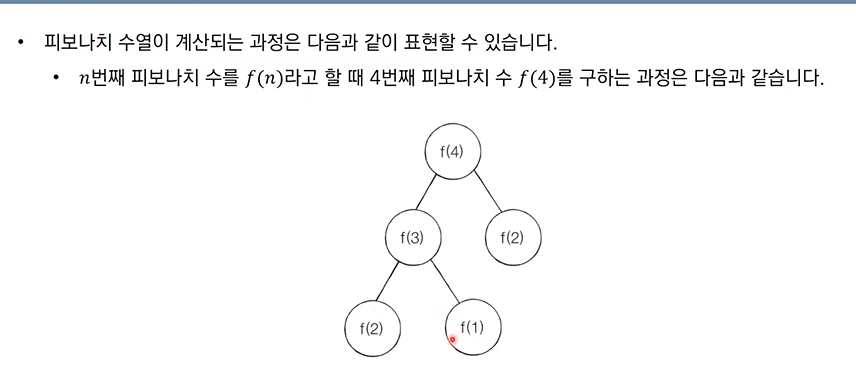 • 피보나치 수열이 계산되는 과정은 다음과 같이 표현할 수 있습니다.
• n번째 피보나치 수를 f(n)라고 할 때 4번째 피보나치 수 f(4)를 구하는 과정은 다음과 같습니다.
f(4)
f(3) f(2)
f(2) f(1)